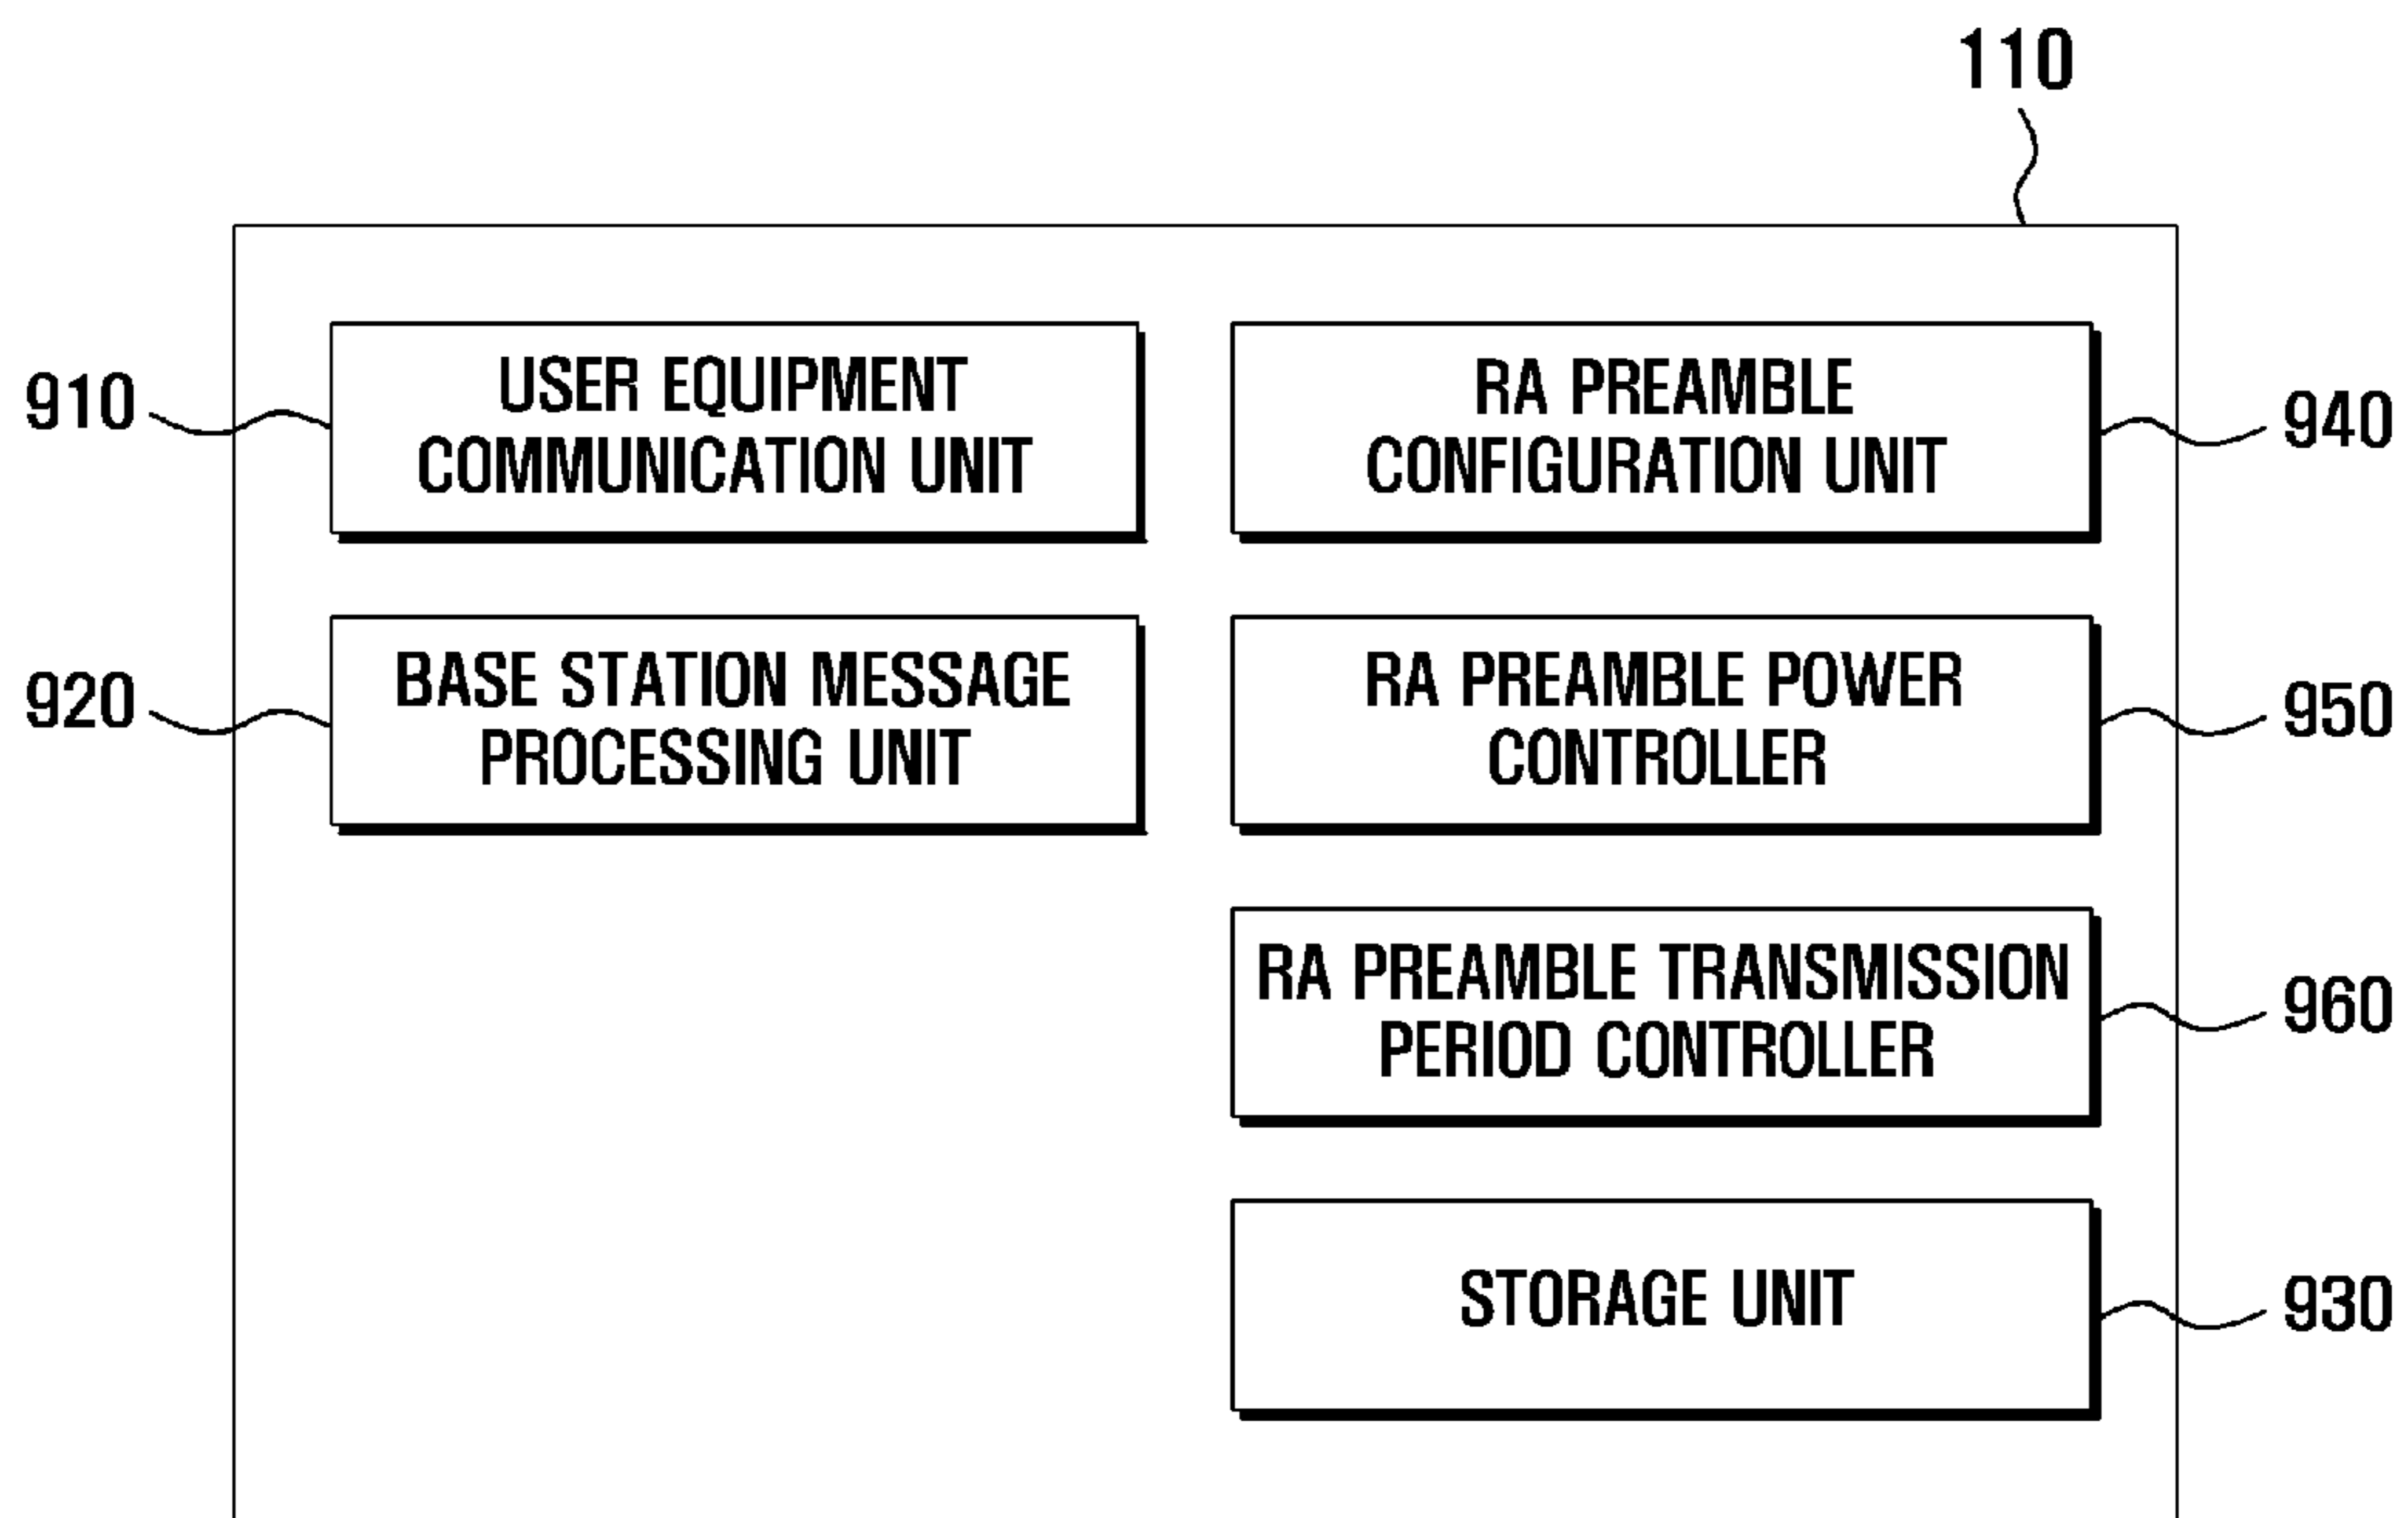 110
910
USER EQUIPMENT
COMMUNICATION UNIT
RA PREAMBLE
CONFIGURATION UNIT
940
920
BASE STATION MESSAGE
PROCESSING UNIT
RA PREAMBLE POWER
CONTROLLER
950
RA PREAMBLE TRANSMISSION
PERIOD CONTROLLER
960
STORAGE UNIT
930